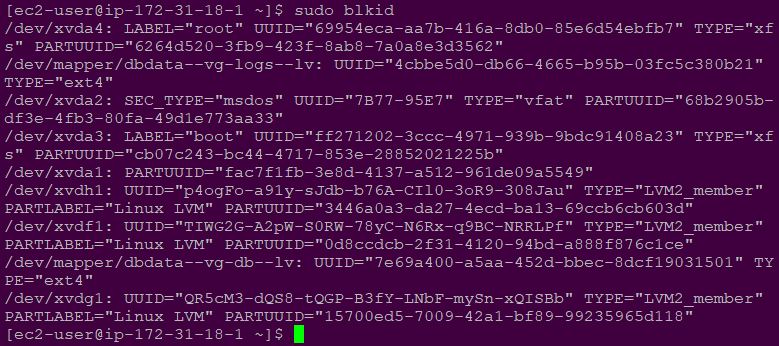 [ec2-user@ip-172-31-18-1 ~]$ sudo blkid
/dev/xvda4: LABEL="root" UUID="69954eca-aa7b-416a-8db0-85e6d54ebfb7" TYPE="xf
s" PARTUUID="6264d520-3fb9-423f-8ab8-7a0a8e3d3562"
/dev/mapper/dbdata--vg-logs--lv: UUID="4cbbe5d0-db66-4665-b95b-03fc5c380b21"
TYPE="ext4"
/dev/xvda2: SEC_TYPE="msdos" UUID="7B77-95E7" TYPE="vfat" PARTUUID="68b2905b-
df3e-4fb3-80fa-49d1e773aa33"
/dev/xvda3: LABEL="boot" UUID="ff271202-3ccc-4971-939b-9bdc91408a23" TYPE="xf
s" PARTUUID="cb07c243-bc44-4717-853e-28852021225b"
/dev/xvda1: PARTUUID="fac7f1fb-3e8d-4137-a512-961de09a5549"
/dev/xvdh1: UUID="p4ogFo-a91y-sJdb-b76A-CIl0-3oR9-308Jau" TYPE="LVM2_member"
PARTLABEL="Linux LVM" PARTUUID="3446a0a3-da27-4ecd-ba13-69ccb6cb603d"
/dev/xvdf1: UUID="TIWG2G-A2pW-S0RW-78yC-N6Rx-q9BC-NRRLPf" TYPE="LVM2_member"
PARTLABEL="Linux LVM" PARTUUID="0d8ccdcb-2f31-4120-94bd-a888f876c1ce"
/dev/mapper/dbdata--vg-db--lv: UUID="7e69a400-a5aa-452d-bbec-8dcf19031501" TY
PE="ext4"
/dev/xvdg1: UUID="QR5cM3-dQS8-tQGP-B3fY-LNbF-mySn-xQISBb" TYPE="LVM2_member"
PARTLABEL="Linux LVM" PARTUUID="15700ed5-7009-42a1-bf89-99235965d118"
[ec2-user@ip-172-31-18-1 ~]$